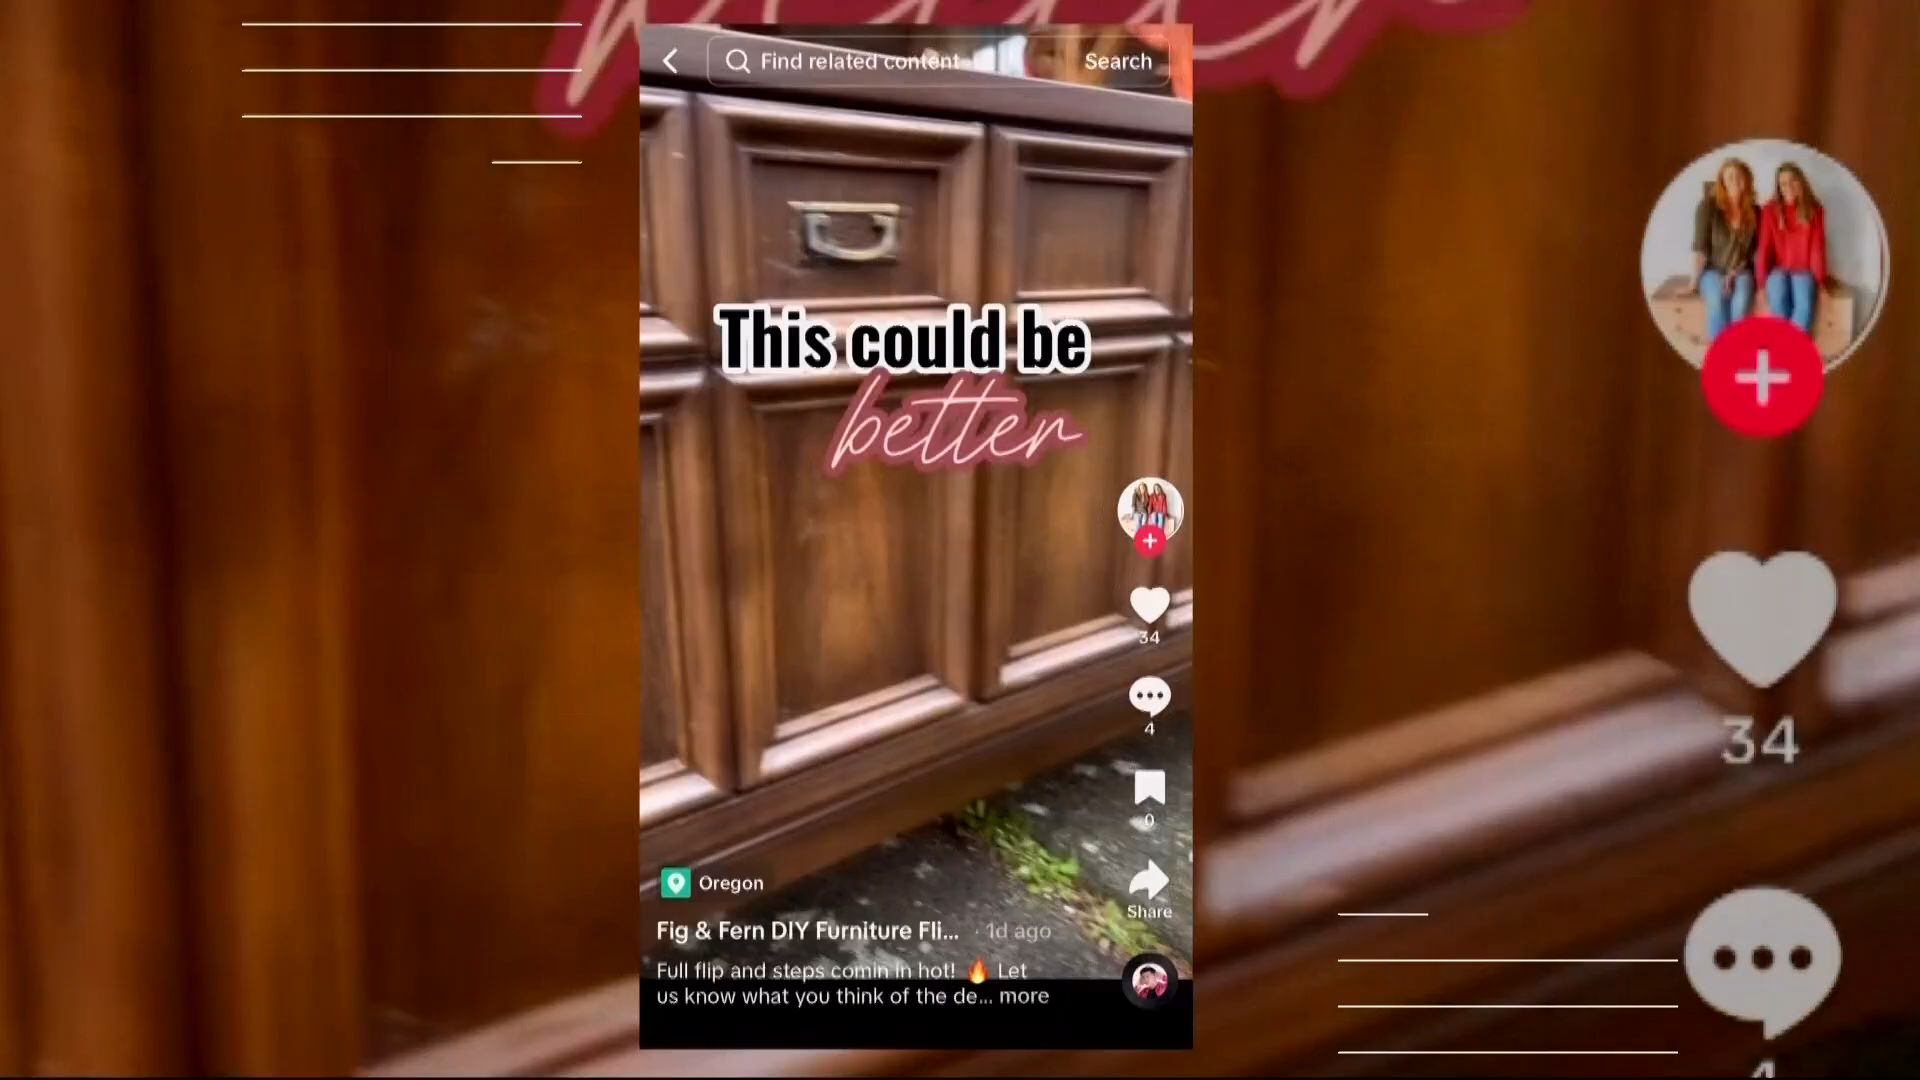 Find related content
Search
This could be
better
34
4
0
Share
Oregon
Fig & Fern DIY Furniture Fli... · 1d ago
Full flip and steps comin in hot! 🔥 Let
us know what you think of the de... more
better
34
4